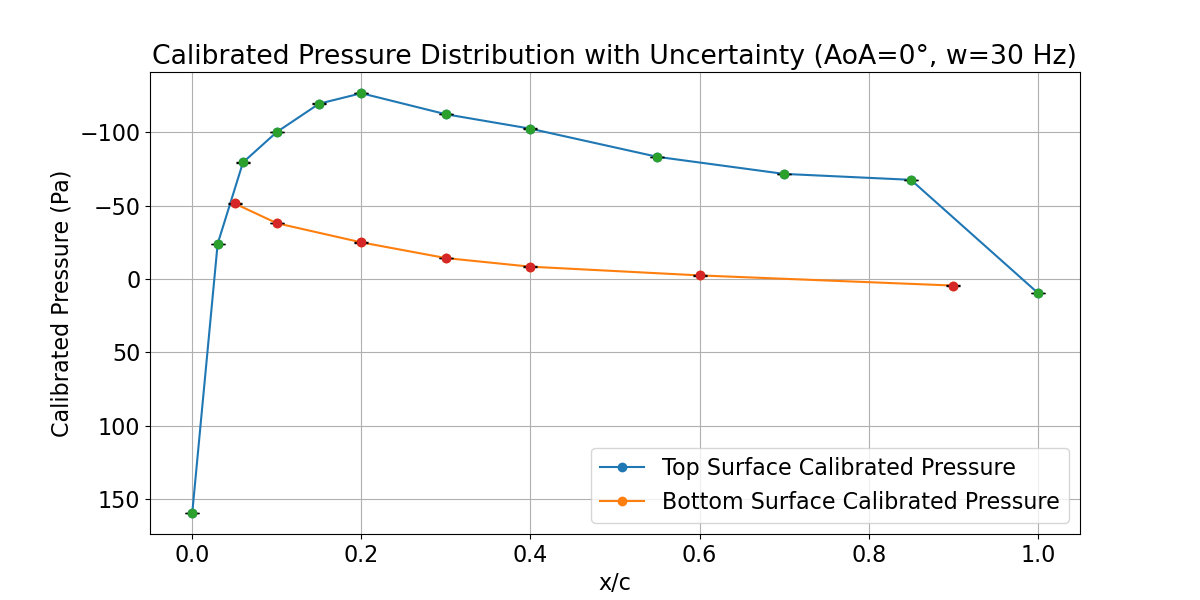 Calibrated Pressure Distribution with Uncertainty (AoA=0°, w=30 Hz)
Calibrated Pressure (Pa)
−100
−50
0
50
100
150
0.0 0.2 0.4 0.6 0.8 1.0
x/c
Top Surface Calibrated Pressure
Bottom Surface Calibrated Pressure